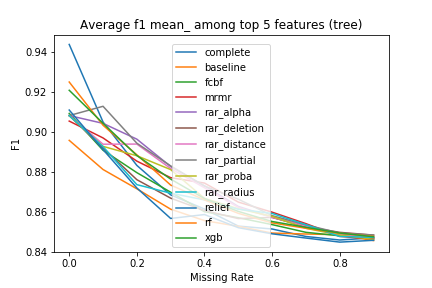 Average f1 mean_ among top 5 features (tree)
F1
0.94
0.92
0.90
0.88
0.86
0.84
complete
baseline
fcbf
mrmr
rar_alpha
rar_deletion
rar_distance
rar_partial
rar_proba
rar_radius
relief
rf
xgb
0.0 0.2 0.4 0.6 0.8
Missing Rate